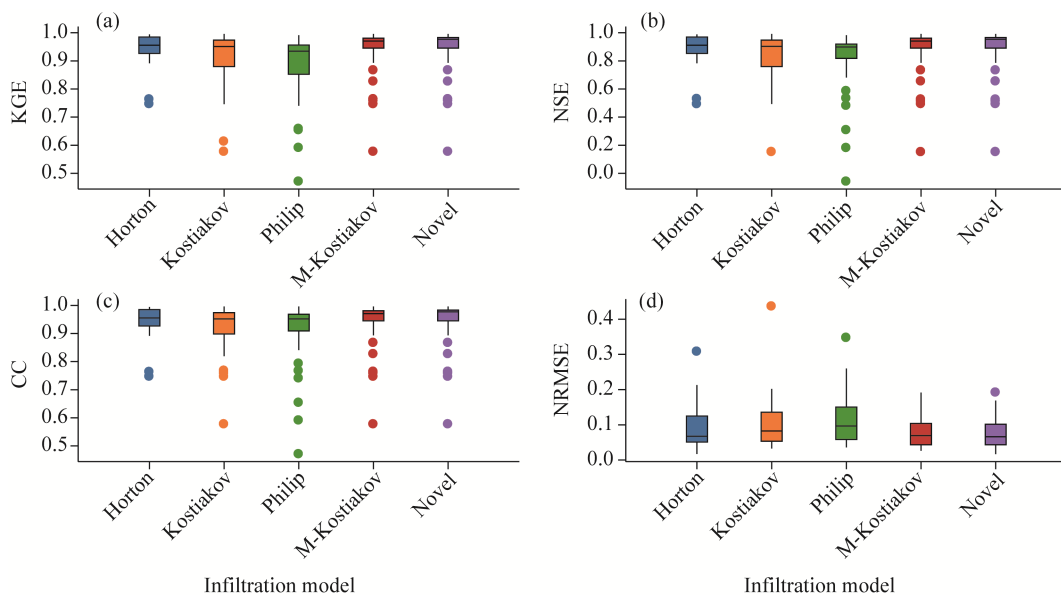 (a)
KGE
1.0
0.9
0.8
0.7
0.6
0.5
Horton
Kostiakov
Philip
M-Kostiakov
Novel
(b)
NSE
1.0
0.8
0.6
0.4
0.2
0.0
Horton
Kostiakov
Philip
M-Kostiakov
Novel
(c)
CC
1.0
0.9
0.8
0.7
0.6
0.5
Horton
Kostiakov
Philip
M-Kostiakov
Novel
Infiltration model
(d)
NRMSE
0.4
0.3
0.2
0.1
0.0
Horton
Kostiakov
Philip
M-Kostiakov
Novel
Infiltration model